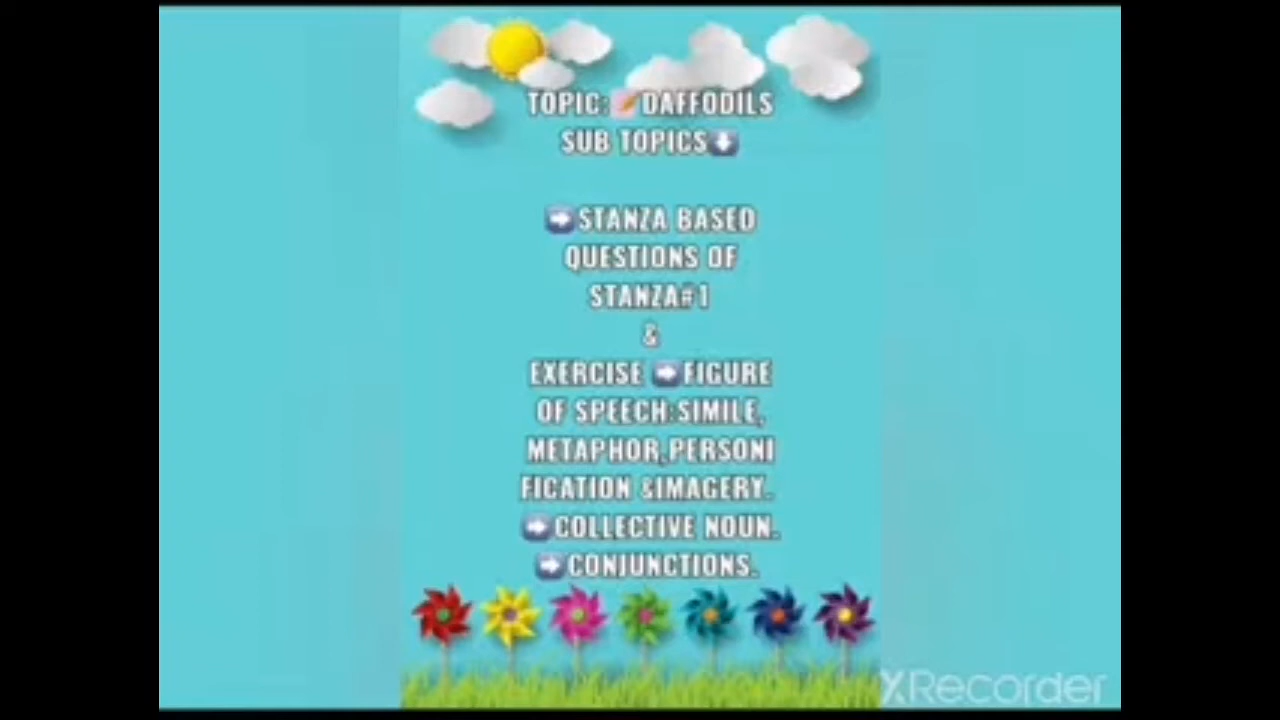 TOPIC:📝DAFFODILS
SUB TOPICS⬇️
➡️STANZA BASED
QUESTIONS OF
STANZA#1
&
EXERCISE ➡️FIGURE
OF SPEECH:SIMILE,
METAPHOR,PERSONI
FICATION &IMAGERY.
➡️COLLECTIVE NOUN.
➡️CONJUNCTIONS.
XRecorder